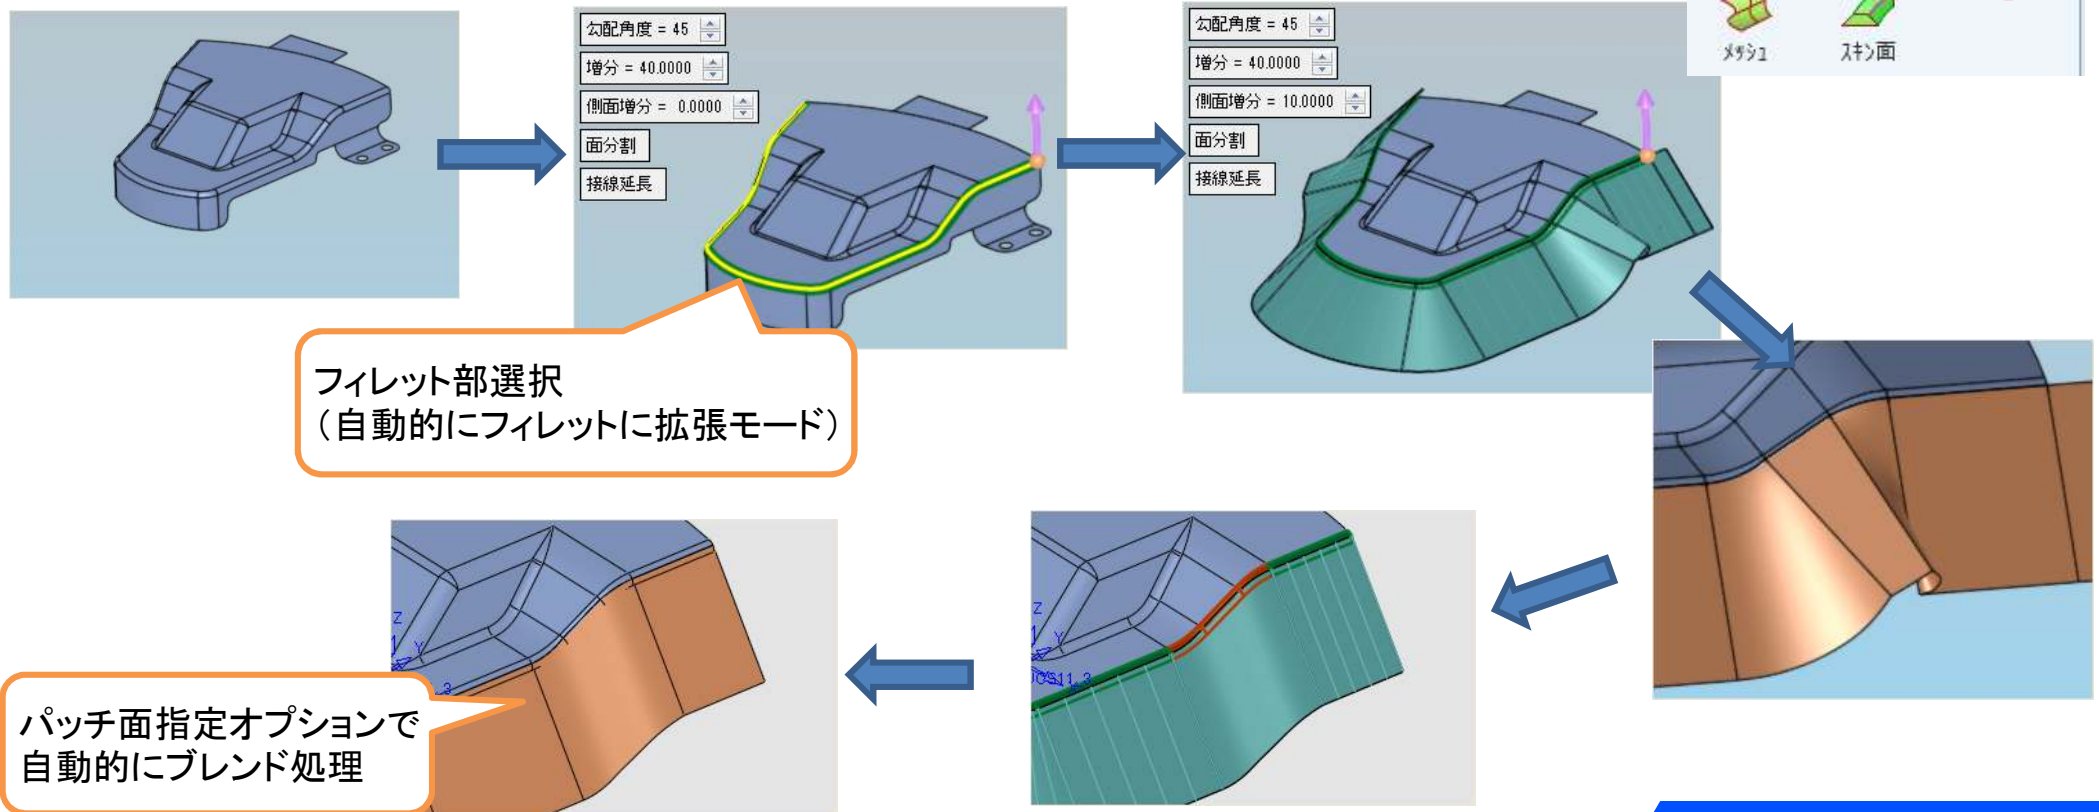 勾配角度 = 45
増分 = 40.0000
側面増分 = 0.0000
面分割
接線延長
勾配角度 = 45
増分 = 40.0000
側面増分 = 10.0000
面分割
接線延長
メッシュ
スキン面
フィレット部選択
（自動的にフィレットに拡張モード）
パッチ面指定オプションで
自動的にブレンド処理
Z
Y
Z
Y